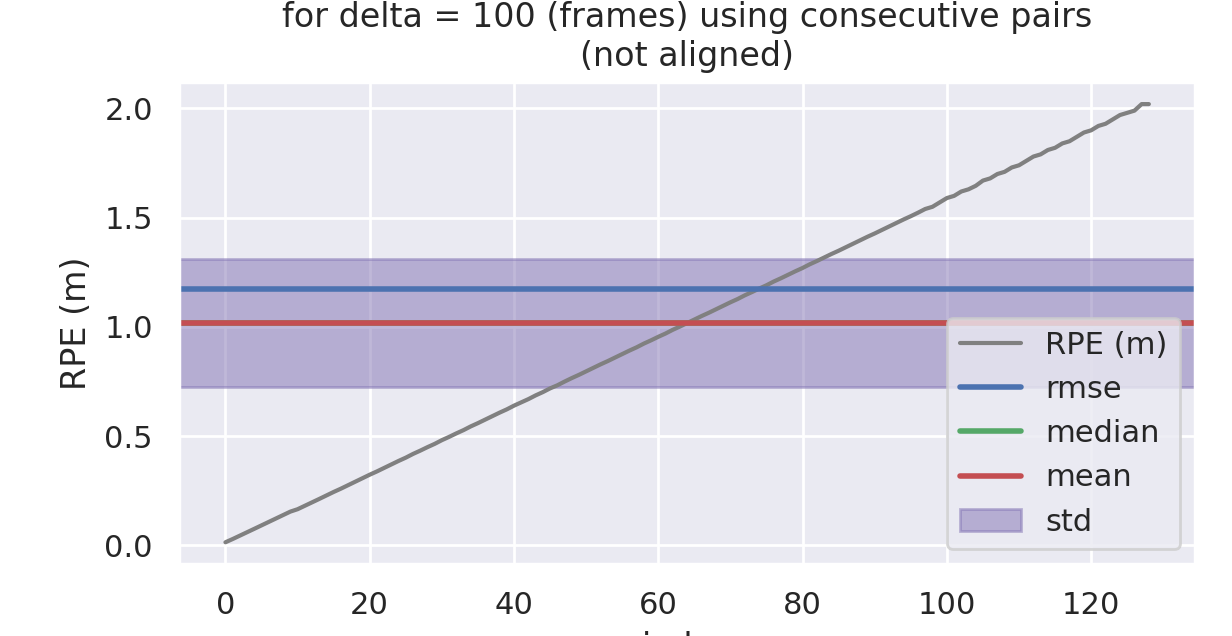 for delta = 100 (frames) using consecutive pairs
(not aligned)
2.0
1.5
1.0
0.5
0.0
RPE (m)
RPE (m)
rmse
median
mean
std
0 20 40 60 80 100 120